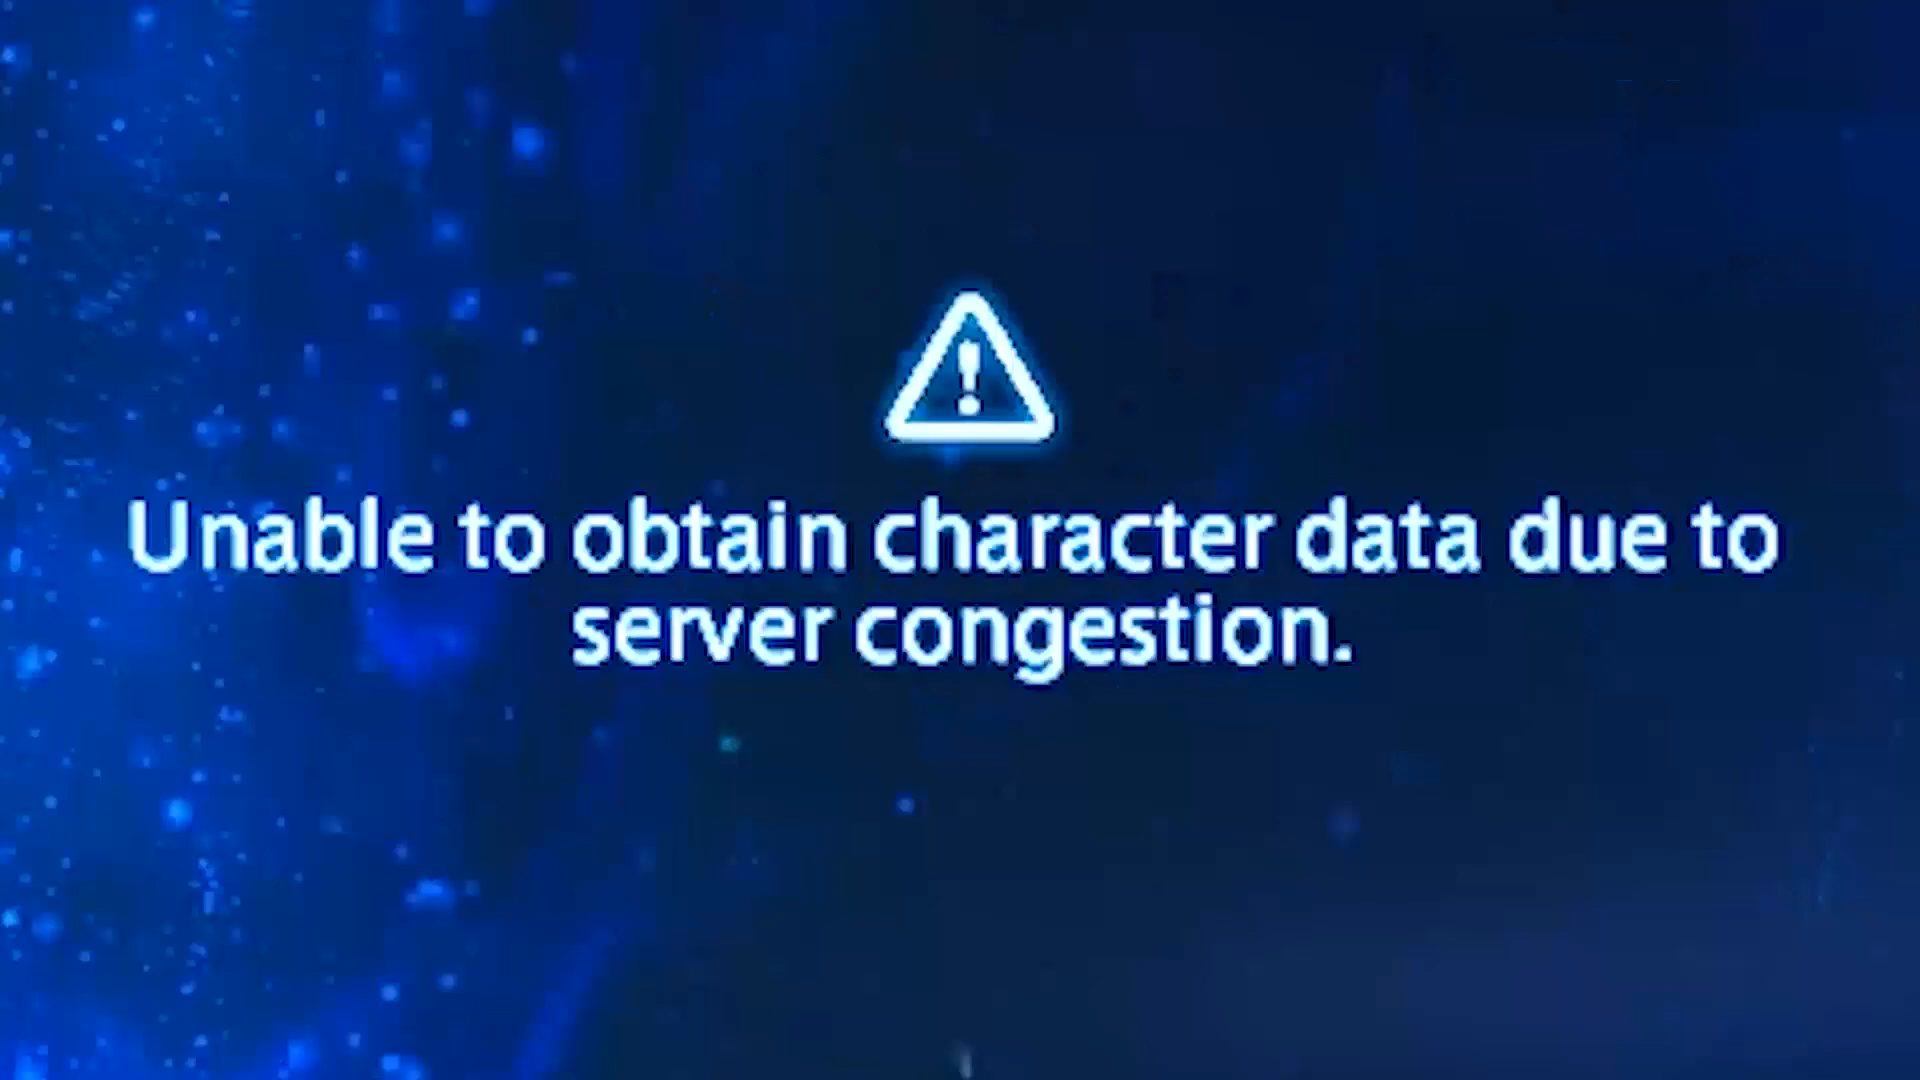 Unable to obtain character data due to
server congestion.